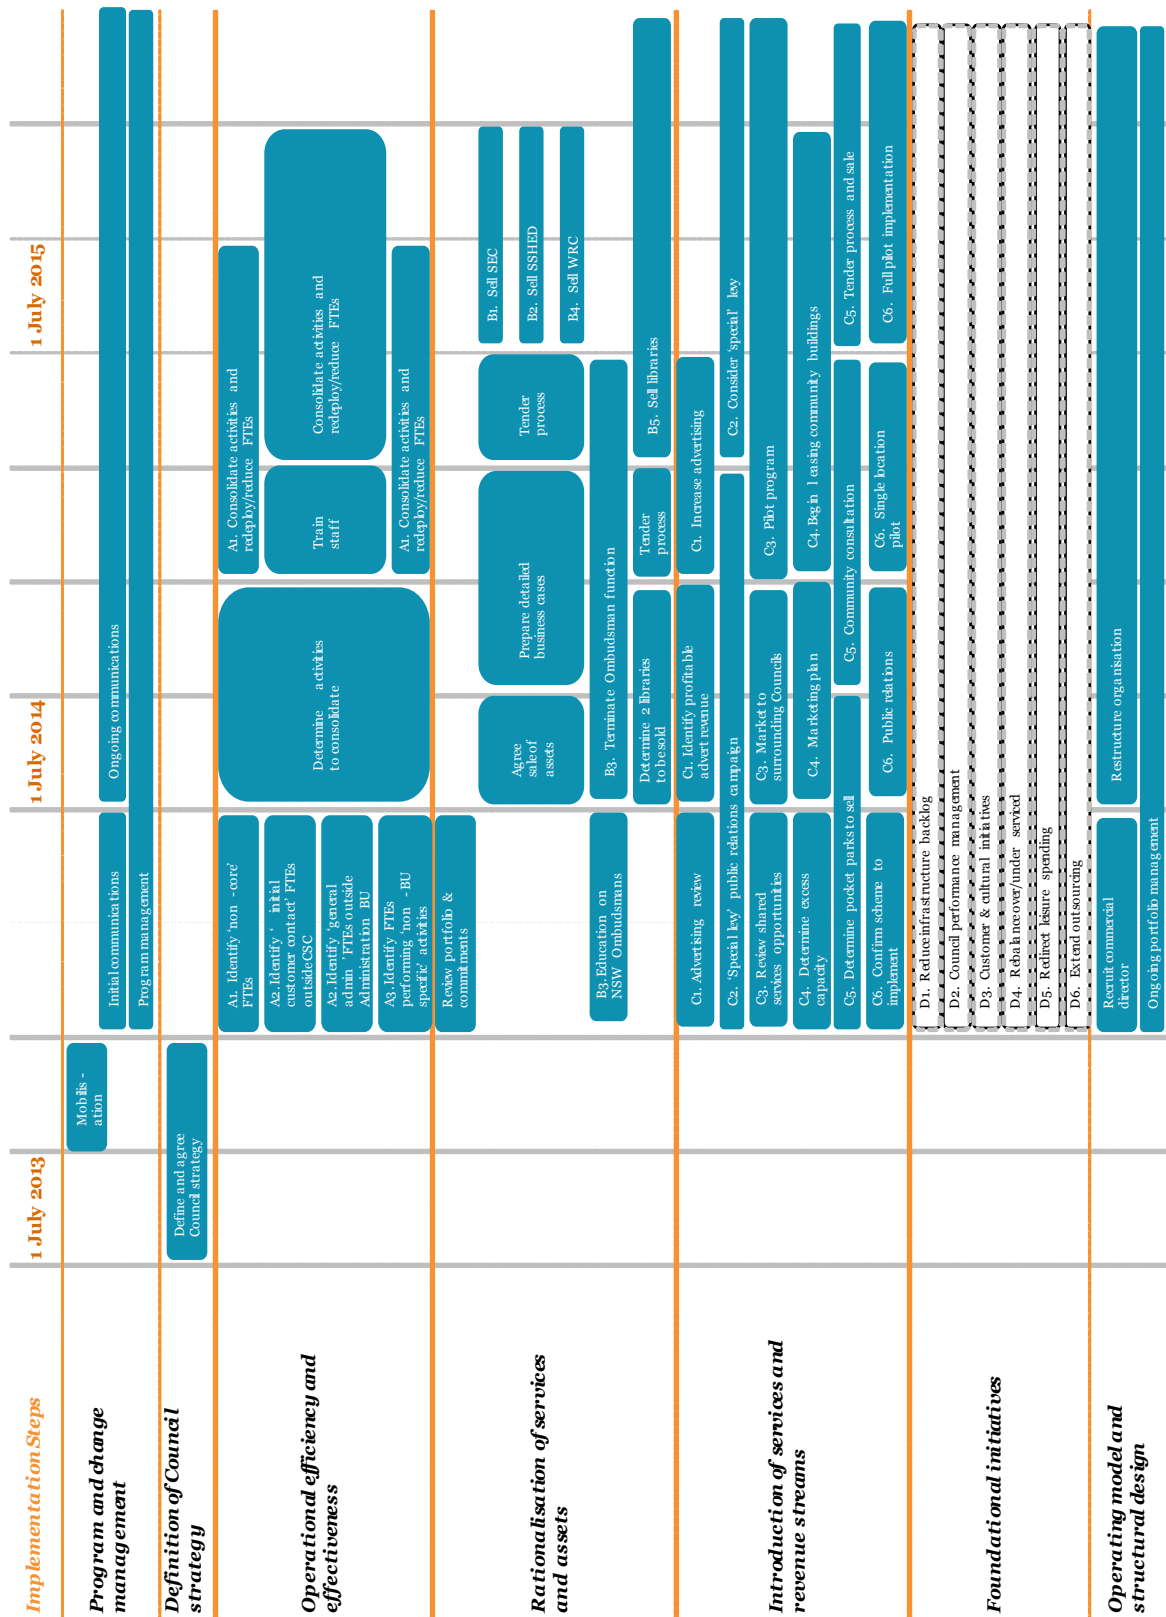 Implementation Steps
1 July 2013
1 July 2014
1 July 2015
Program and change
management
Mobilis -
ation
Initial communications
Ongoing communications
Program management
Definition of Council
strategy
Define and agree
Council strategy
Operational efficiency and
effectiveness
A1. Identify 'non -core'
FTEs
A2. Identify ' initial
customer contact' FTEs
outside CSC
A2. Identify 'general
admin ' FTEs outside
Administration BU
A3. Identify FTEs
performing 'non - BU
specific' activities
Determine activities
to consolidate
A1. Consolidate activities and
redeploy/reduce FTEs
Train
staff
Consolidate activities and
redeploy/reduce FTEs
A1. Consolidate activities and
redeploy/reduce FTEs
Rationalisation of services
and assets
Review portfolio &
commitments
Agree
sale of
assets
Prepare detailed
business cases
Tender
process
B1. Sell SEC
B2. Sell SSHED
B4. Sell WRC
B3. Education on
NSW Ombudsmans
B3. Terminate Ombudsman function
Determine 2 libraries
to be sold
Tender
process
B5. Sell libraries
Introduction of services and
revenue streams
C1. Advertising review
C1. Identify profitable
advert revenue
C1. Increase advertising
C2. 'Special levy' public relations campaign
C2. Consider 'special' levy
C3. Review shared
services opportunities
C3. Market to
surrounding Councils
C3. Pilot program
C4. Determine excess
capacity
C4. Marketing plan
C4. Begin leasing community buildings
C5. Determine pocket parks to sell
C5. Community consultation
C5. Tender process and sale
C6. Confirm scheme to
implement
C6. Public relations
C6. Single location
pilot
C6. Full pilot implementation
Foundational initiatives
D1. Reduce infrastructure backlog
D2. Council performance management
D3. Customer & cultural initiatives
D4. Rebalance over/under serviced
D5. Redirect leisure spending
D6. Extend outsourcing
Operating model and
structural design
Recruit commercial
director
Restructure organisation
Ongoing portfolio management